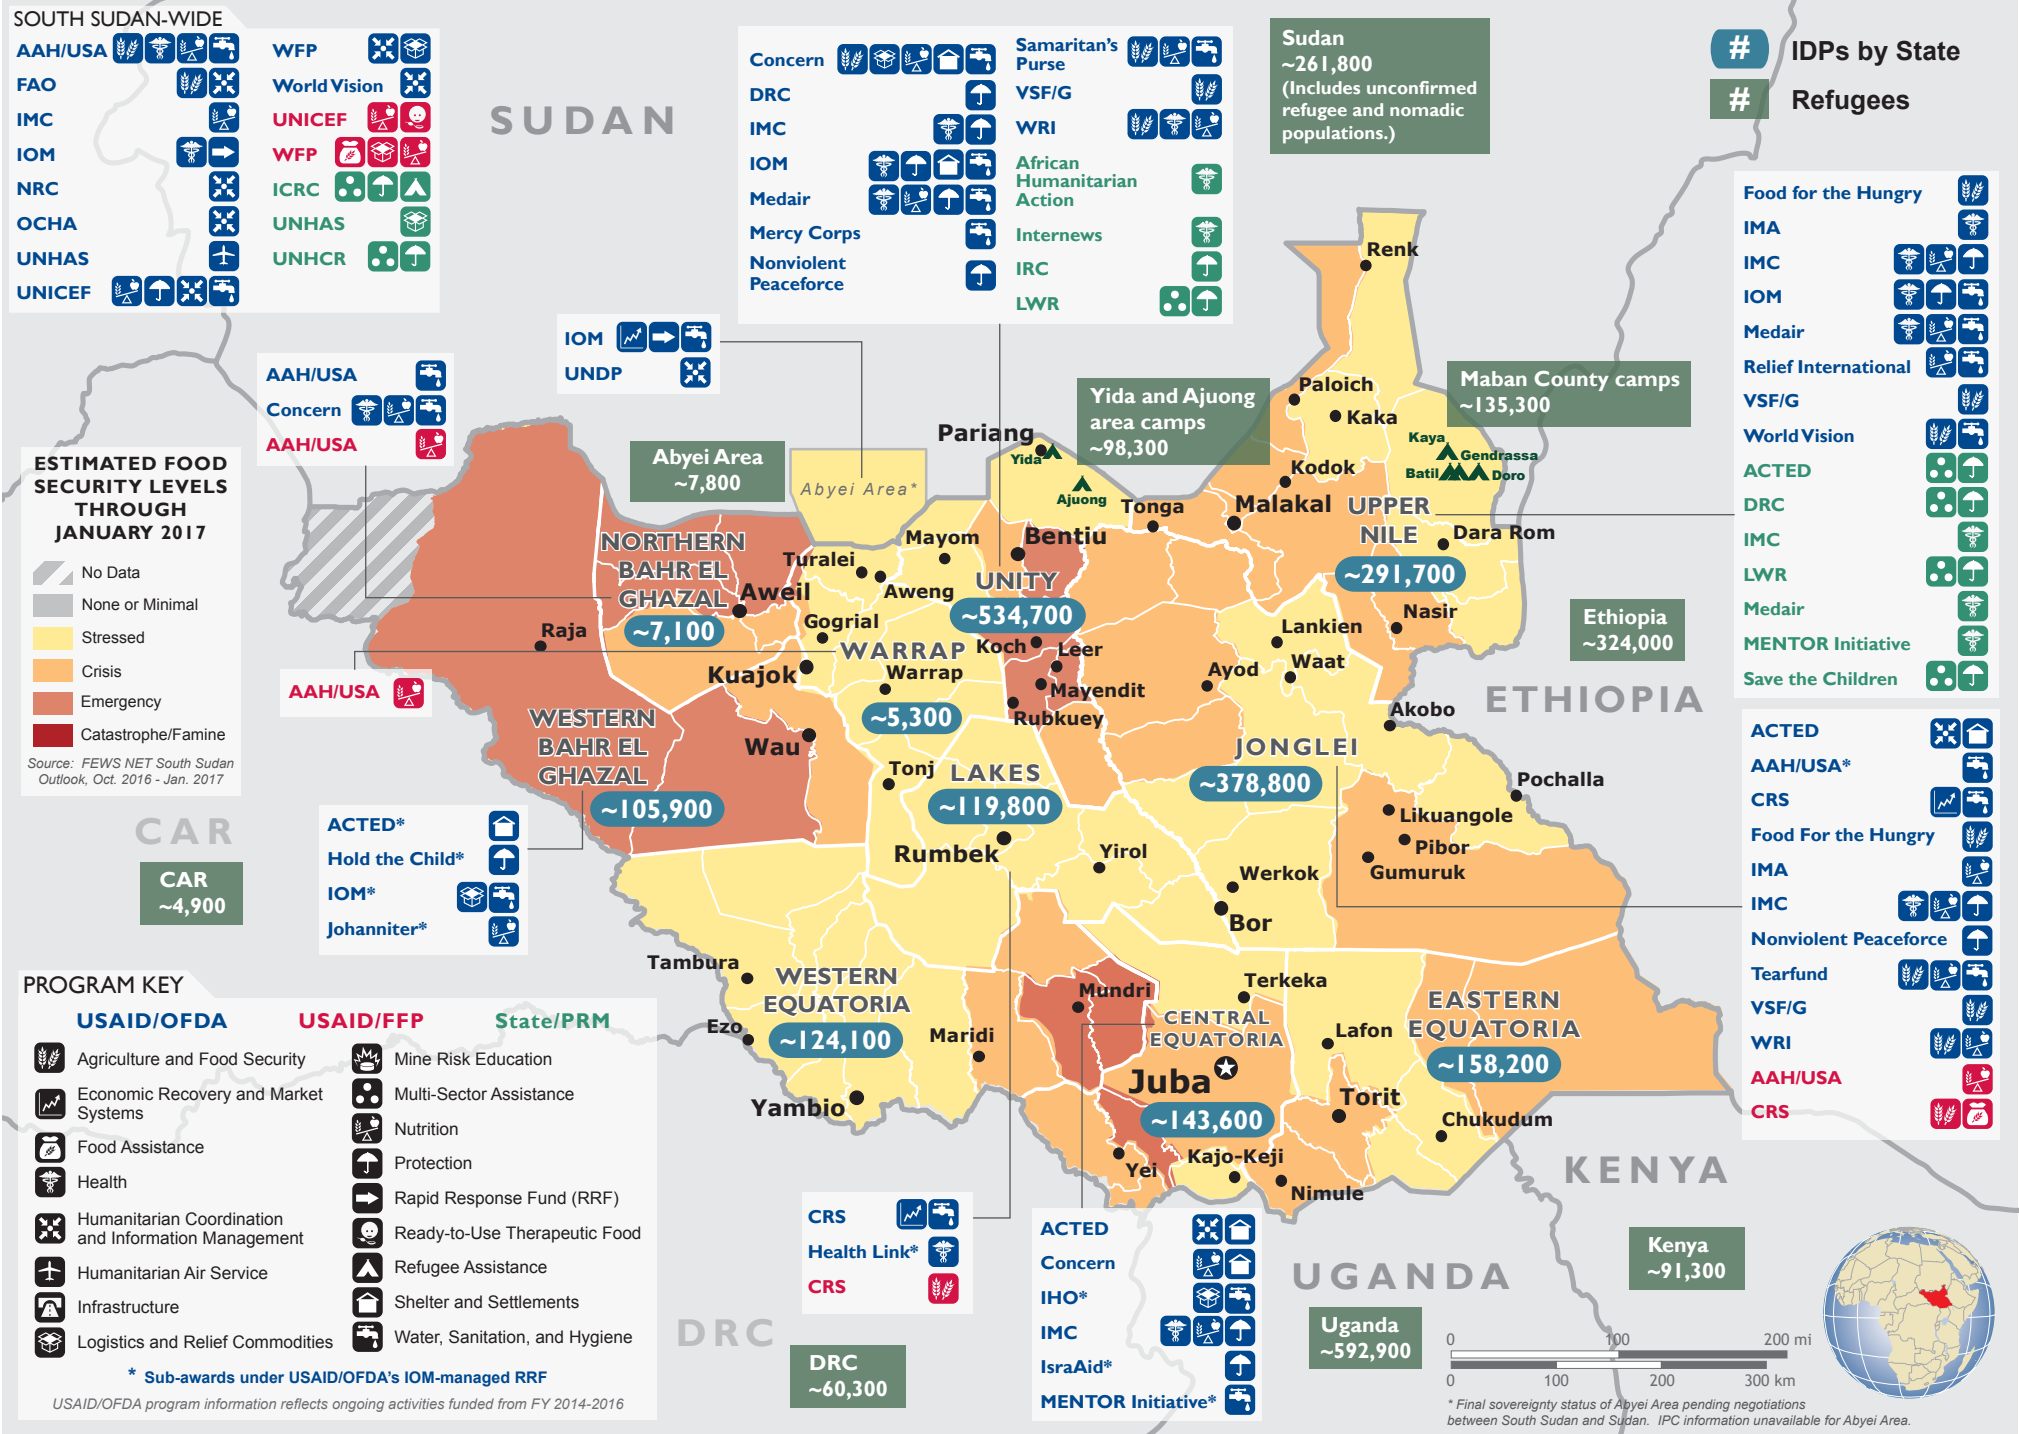 SOUTH SUDAN-WIDE
AAH/USA
FAO
IMC
IOM
NRC
OCHA
UNHAS
UNICEF
WFP
World Vision
UNICEF
WFP
ICRC
UNHAS
UNHCR
Concern
DRC
IMC
IOM
Medair
Mercy Corps
Nonviolent
Peaceforce
Samaritan's
Purse
VSF/G
WRI
African
Humanitarian
Action
Internews
IRC
LWR
Sudan
~261,800
(Includes unconfirmed
refugee and nomadic
populations.)
# IDPs by State
# Refugees
SUDAN
Food for the Hungry
IMA
IMC
IOM
Medair
Relief International
VSF/G
World Vision
ACTED
DRC
IMC
LWR
Medair
MENTOR Initiative
Save the Children
IOM
UNDP
AAH/USA
Concern
AAH/USA
Abyei Area
~7,800
Abyei Area*
Yida and Ajuong
area camps
~98,300
Maban County camps
~135,300
ESTIMATED FOOD
SECURITY LEVELS
THROUGH
JANUARY 2017
No Data
None or Minimal
Stressed
Crisis
Emergency
Catastrophe/Famine
Source: FEWS NET South Sudan
Outlook, Oct. 2016 - Jan. 2017
Renk
Paloich
Kaka
Kaya
Gendrassa
Batil
Doro
Pariang
Yida
Ajuong
Kodok
Malakal
Tonga
UPPER
NILE
~291,700
Dara Rom
Nasir
NORTHERN
BAHR EL
GHAZAL
~7,100
Aweil
Raja
Turalei
Mayom
Aweng
Gogrial
Bentiu
UNITY
~534,700
Koch
Leer
Mayendit
Rubkuey
WARRAP
Warrap
~5,300
Kuajok
Lankien
Waat
Ayod
Akobo
Ethiopia
~324,000
ETHIOPIA
AAH/USA
WESTERN
BAHR EL
GHAZAL
~105,900
Wau
Tonj
LAKES
~119,800
Rumbek
Yirol
JONGLEI
~378,800
Pochalla
Likuangole
Pibor
Gumuruk
Werkok
Bor
ACTED
AAH/USA*
CRS
Food For the Hungry
IMA
IMC
Nonviolent Peaceforce
Tearfund
VSF/G
WRI
AAH/USA
CRS
CAR
CAR
~4,900
ACTED*
Hold the Child*
IOM*
Johanniter*
Tambura
WESTERN
EQUATORIA
~124,100
Ezo
Yambio
Maridi
Mundri
Terkeka
CENTRAL
EQUATORIA
Juba
~143,600
Yei
Kajo-Keji
Nimule
Lafon
EASTERN
EQUATORIA
~158,200
Torit
Chukudum
PROGRAM KEY
USAID/OFDA
USAID/FFP
State/PRM
Agriculture and Food Security
Economic Recovery and Market
Systems
Food Assistance
Health
Humanitarian Coordination
and Information Management
Humanitarian Air Service
Infrastructure
Logistics and Relief Commodities
Mine Risk Education
Multi-Sector Assistance
Nutrition
Protection
Rapid Response Fund (RRF)
Ready-to-Use Therapeutic Food
Refugee Assistance
Shelter and Settlements
Water, Sanitation, and Hygiene
* Sub-awards under USAID/OFDA's IOM-managed RRF
USAID/OFDA program information reflects ongoing activities funded from FY 2014-2016
CRS
Health Link*
CRS
ACTED
Concern
IHO*
IMC
IsraAid*
MENTOR Initiative*
DRC
DRC
~60,300
UGANDA
Uganda
~592,900
KENYA
Kenya
~91,300
0 100 200 mi
0 100 200 300 km
* Final sovereignty status of Abyei Area pending negotiations
between South Sudan and Sudan. IPC information unavailable for Abyei Area.